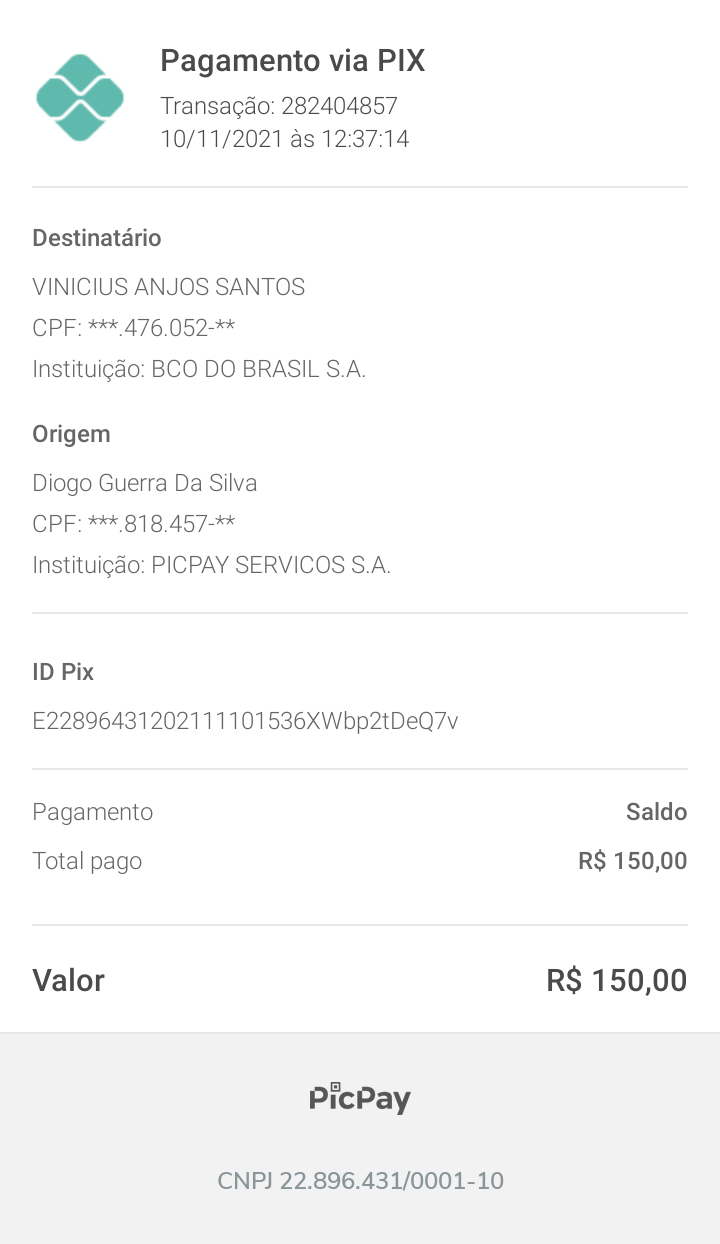 Pagamento via PIX
Transação: 282404857
10/11/2021 às 12:37:14
Destinatário
VINICIUS ANJOS SANTOS
CPF: ***.476.052-**
Instituição: BCO DO BRASIL S.A.
Origem
Diogo Guerra Da Silva
CPF: ***.818.457-**
Instituição: PICPAY SERVICOS S.A.
ID Pix
E22896431202111101536XWbp2tDeQ7v
Pagamento Saldo
Total pago R$ 150,00
Valor R$ 150,00
PicPay
CNPJ 22.896.431/0001-10